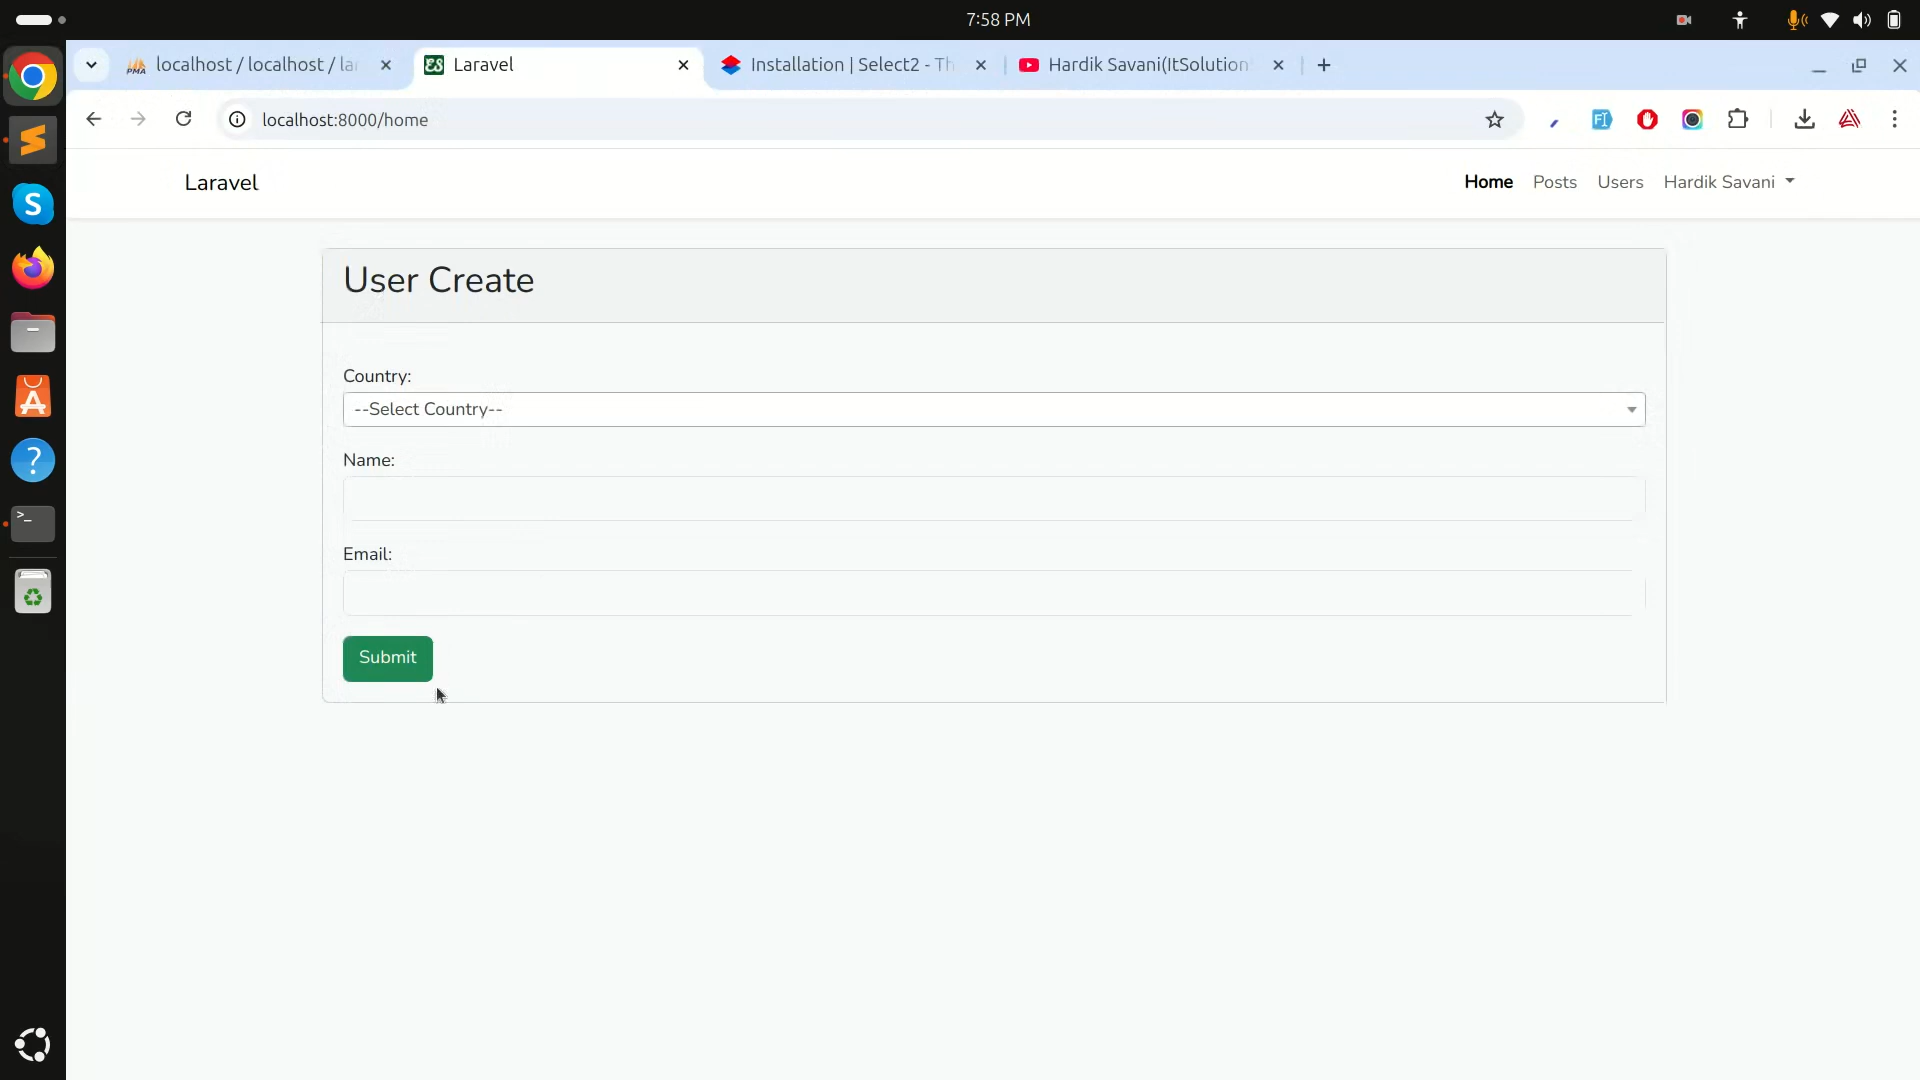 7:58 PM
localhost / localhost / la
Laravel
Installation | Select2 - Th
Hardik Savani(ItSolution
localhost:8000/home
Laravel
Home
Posts
Users
Hardik Savani
User Create
Country:
--Select Country--
Name:
Email:
Submit